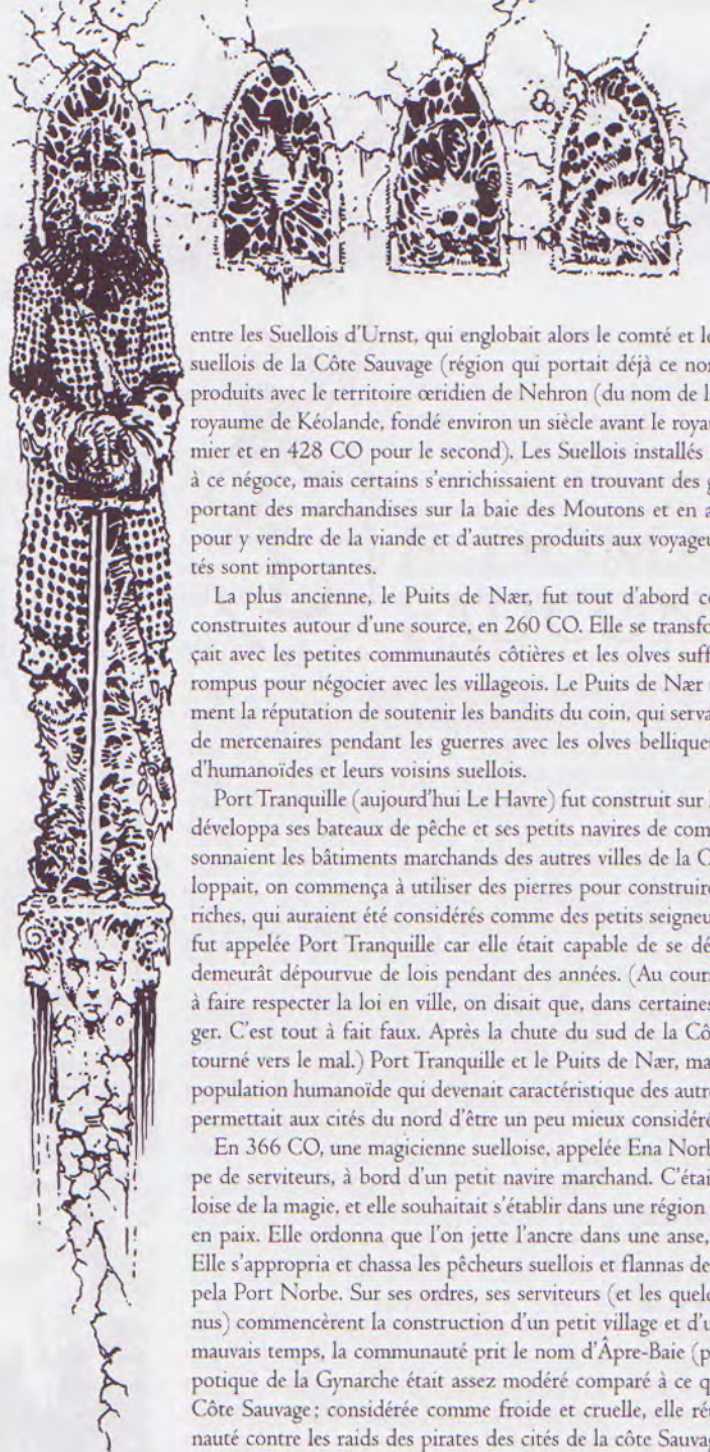 entre les Suellois d'Urnst, qui englobait alors le comté et le
suellois de la Côte Sauvage (région qui portait déjà ce nor
produits avec le territoire œridien de Nehron (du nom de l
royaume de Kéolande, fondé environ un siècle avant le royau
mier et en 428 CO pour le second). Les Suellois installés
à ce négoce, mais certains s'enrichissaient en trouvant des g
portant des marchandises sur la baie des Moutons et en a
pour y vendre de la viande et d'autres produits aux voyageu
tés sont importantes.
La plus ancienne, le Puits de Nær, fut tout d'abord co
construites autour d'une source, en 260 CO. Elle se transfo
çait avec les petites communautés côtières et les olves suff
rompus pour négocier avec les villageois. Le Puits de Nær
ment la réputation de soutenir les bandits du coin, qui serva
de mercenaires pendant les guerres avec les olves bellique
d'humanoïdes et leurs voisins suellois.
Port Tranquille (aujourd'hui Le Havre) fut construit sur
développa ses bateaux de pêche et ses petits navires de com
sonnaient les bâtiments marchands des autres villes de la C
loppait, on commença à utiliser des pierres pour construire
riches, qui auraient été considérés comme des petits seigneu
fut appelée Port Tranquille car elle était capable de se dé
demeurât dépourvue de lois pendant des années. (Au cours
à faire respecter la loi en ville, on disait que, dans certaines
ger. C'est tout à fait faux. Après la chute du sud de la Cô
tourné vers le mal.) Port Tranquille et le Puits de Nær, ma
population humanoïde qui devenait caractéristique des autr
permettait aux cités du nord d'être un peu mieux considéré
En 366 CO, une magicienne suelloise, appelée Ena Norb
pe de serviteurs, à bord d'un petit navire marchand. C'étai
loise de la magie, et elle souhaitait s'établir dans une région
en paix. Elle ordonna que l'on jette l'ancre dans une anse,
Elle s'appropria et chassa les pêcheurs suellois et flannas de
pela Port Norbe. Sur ses ordres, ses serviteurs (et les quel
nus) commencèrent la construction d'un petit village et d'u
mauvais temps, la communauté prit le nom d'Âpre-Baie (p
potique de la Gynarche était assez modéré comparé à ce q
Côte Sauvage; considérée comme froide et cruelle, elle ré
nauté contre les raids des pirates des cités de la côte Sauvag